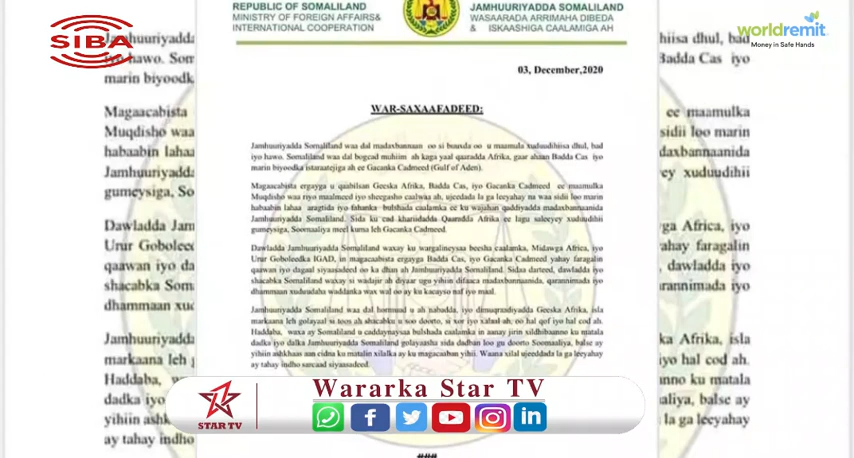 SIBA
REPUBLIC OF SOMALILAND
MINISTRY OF FOREIGN AFFAIRS&
INTERNATIONAL COOPERATION
JAMHUURIYADDA SOMALILAND
WASAARADA ARRIMAHA DIBEDA
& ISKAASHIGA CAALAMIGA AH
worldremit
Money in Safe Hands
03, December,2020
WAR-SAXAAFADEED:
Jamhuuriyadda Somaliland waa dal madaxbannaan oo si buuxda oo u maamula xuduudihiisa dhul, bad
iyo hawo. Somaliland waa dal bogcad muhiim ah kaga yaal qaaradda Afrika, gaar ahaan Badda Cas iyo
marin biyoodka istaraatejiga ah ee Gacanka Cadmeed (Gulf of Aden).
Magaacabista ergayga u qaabilsan Geeska Afrika, Badda Cas, iyo Gacanka Cadmeed ee maamulka
Muqdisho waa riyo maalmeed iyo sheegasho caalwaa ah, ujeedada la ga leeyahay na waa sidii loo marin
habaabin lahaa aragtida iyo fahanka bulshada caalamka ee ku wajahan qaddiyadda madaxbannaanida
Jamhuuriyadda Somaliland. Sida ku cad khariidadda Qaaradda Afrika ee lagu saleeyey xuduudihii
gumeysiga, Soomaaliya meel kuma leh Gacanka Cadmeed.
Dawladda Jamhuuriyadda Somaliland waxay ku wargalineysaa beesha caalanka, Midawga Africa, iyo
Urur Goboleedka IGAD, in magacaabista ergayga Badda Cas, iyo Gacanka Cadmeed yahay faragalin
qaawan iyo dagaal siyaasadeed oo ka dhan ah Jamhuuriyadda Somaliland. Sidaa darteed, dawladda iyo
shacabka Somaliland waxay si wadajir ah diyaar ugu yihiin difaaca madaxbannaanida, qarannimada iyo
dhammaan xuduudaha waddanka wax wal oo ay ku kacayso naf iyo maal.
Jamhuuriyadda Somaliland waa dal hormuud u ah nabadda, iyo dimuqraadiyadda Geeska Afrika, isla
markaana leh golayaal si toos ah shacabku u soo doorto, si xor iyo xalaal ah, oo hal qof iyo hal cod ah.
Haddaba, waxa ay Somaliland u caddaynaysaa bulshada caalamka in aanay jirin xildhibaanno ku matala
dadka iyo dalka Jamhuuriyadda Somaliland golayaasha sida dadban loo gu doorto Soomaaliya, balse ay
yihiin ashkhaas aan cidna ku matalin xilalka ay ku magacaaban yihii. Waana xilal ujeeddada la ga leeyahay
ay tahay indho sarcaad siyaasadeed.
###
STAR TV
Wararka Star TV